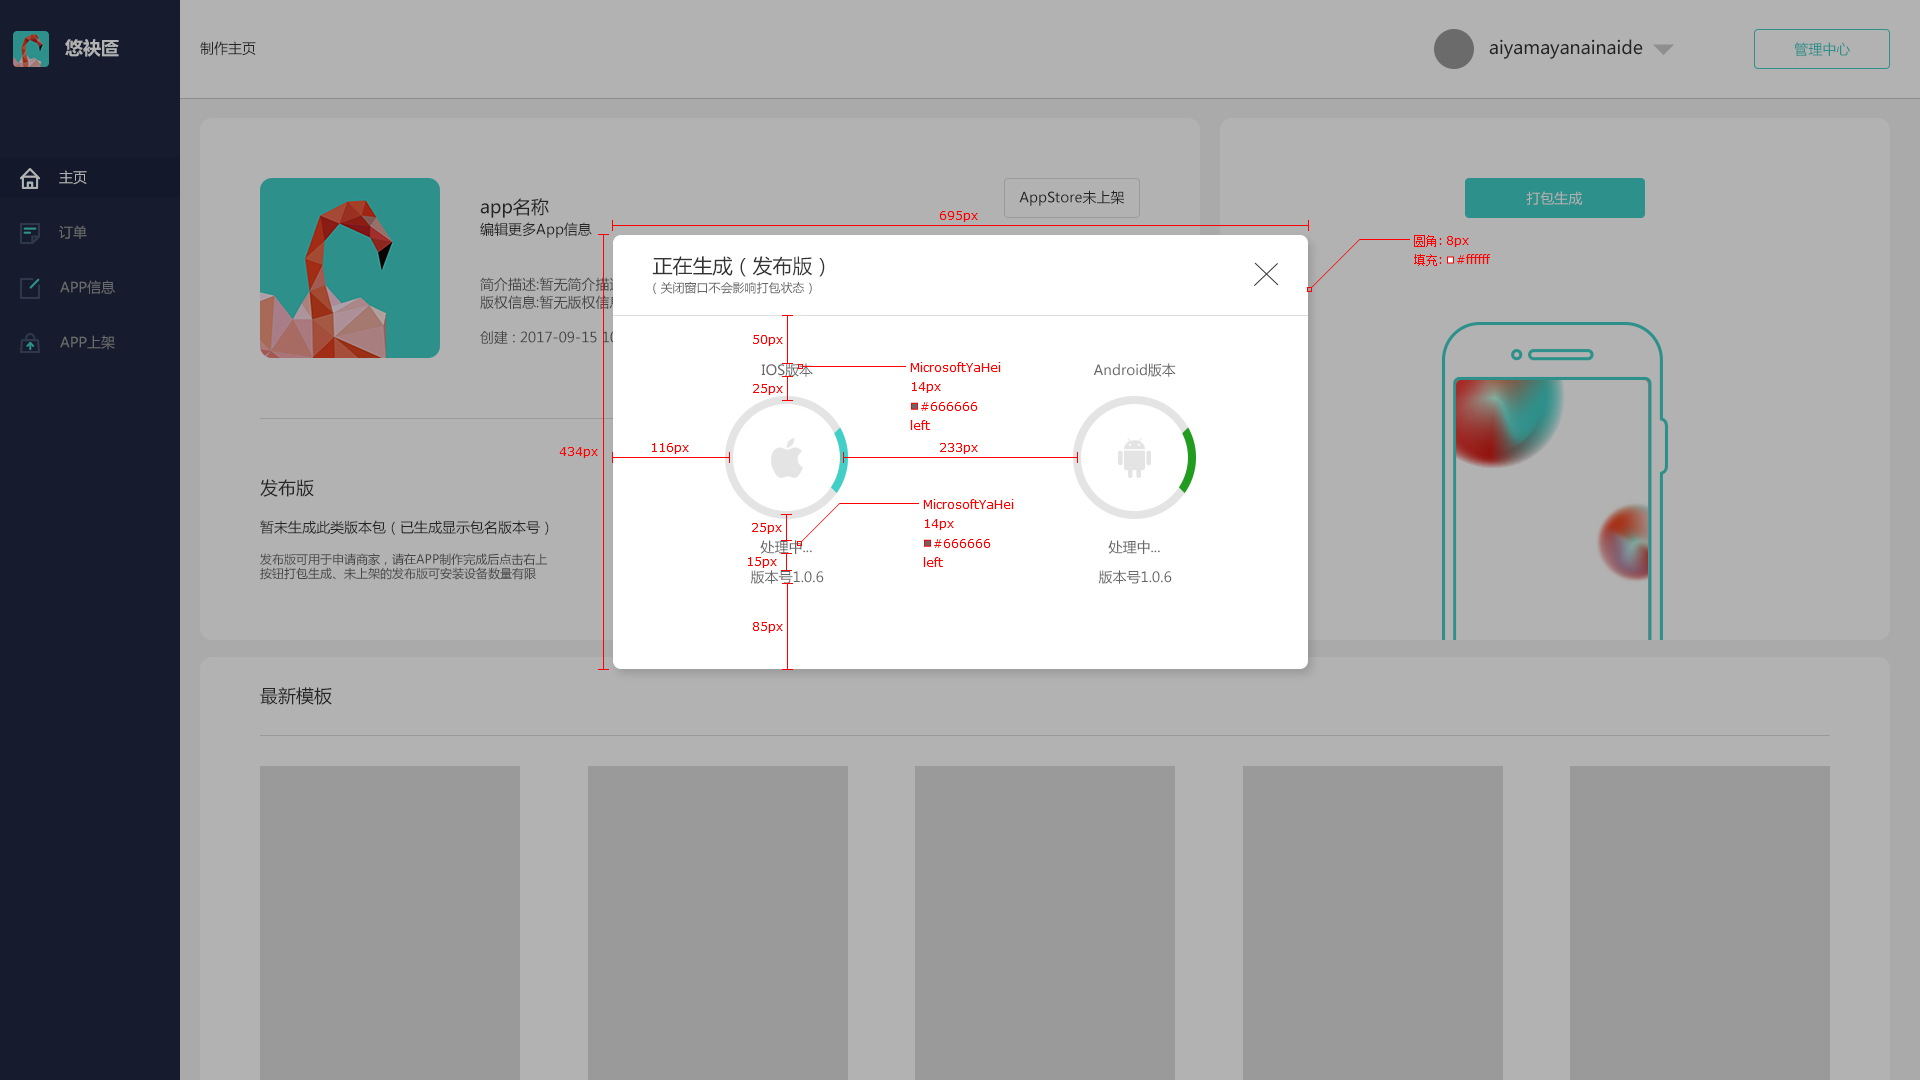 悠袂匼
制作主页
aiyamayanainaide
管理中心
主页
订单
APP信息
APP上架
app名称
编辑更多App信息
AppStore未上架
打包生成
简介描述:暂无简介描述
版权信息:暂无版权信息
创建 : 2017-09-15 10
695px
圆角: 8px
填充: #ffffff
正在生成 ( 发布版 )
( 关闭窗口不会影响打包状态 )
50px
IOS版本
Android版本
25px
MicrosoftYaHei
14px
#666666
left
434px
116px
233px
25px
MicrosoftYaHei
14px
#666666
left
处理中...
处理中...
15px
版本号1.0.6
版本号1.0.6
85px
发布版
暂未生成此类版本包 ( 已生成显示包名版本号 )
发布版可用于申请商家，请在APP制作完成后点击右上
按钮打包生成、未上架的发布版可安装设备数量有限
最新模板